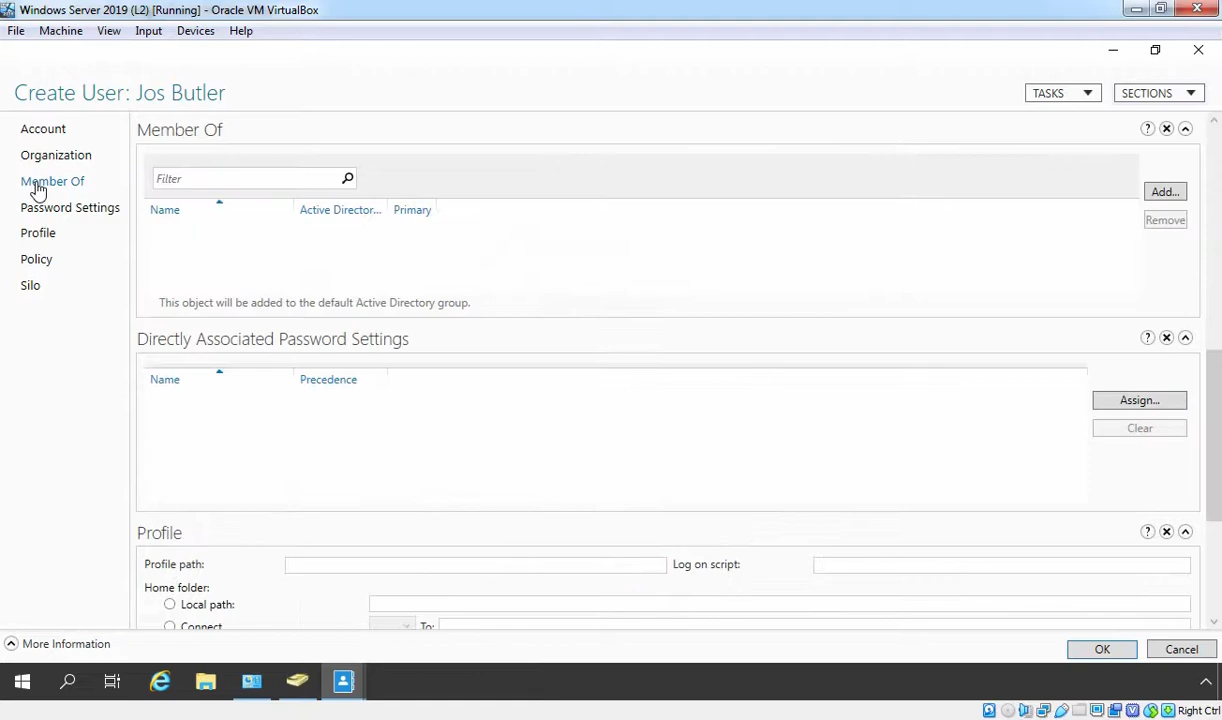 Windows Server 2019 (L2) [Running] - Oracle VM VirtualBox
File Machine View Input Devices Help
Create User: Jos Butler
TASKS
SECTIONS
Account
Organization
Member Of
Password Settings
Profile
Policy
Silo
Member Of
?
Filter
Add...
Name
Active Director...
Primary
Remove
This object will be added to the default Active Directory group.
Directly Associated Password Settings
?
Name
Precedence
Assign...
Clear
Profile
?
Profile path:
Log on script:
Home folder:
Local path:
Connect
To:
More Information
OK
Cancel
Right Ctrl